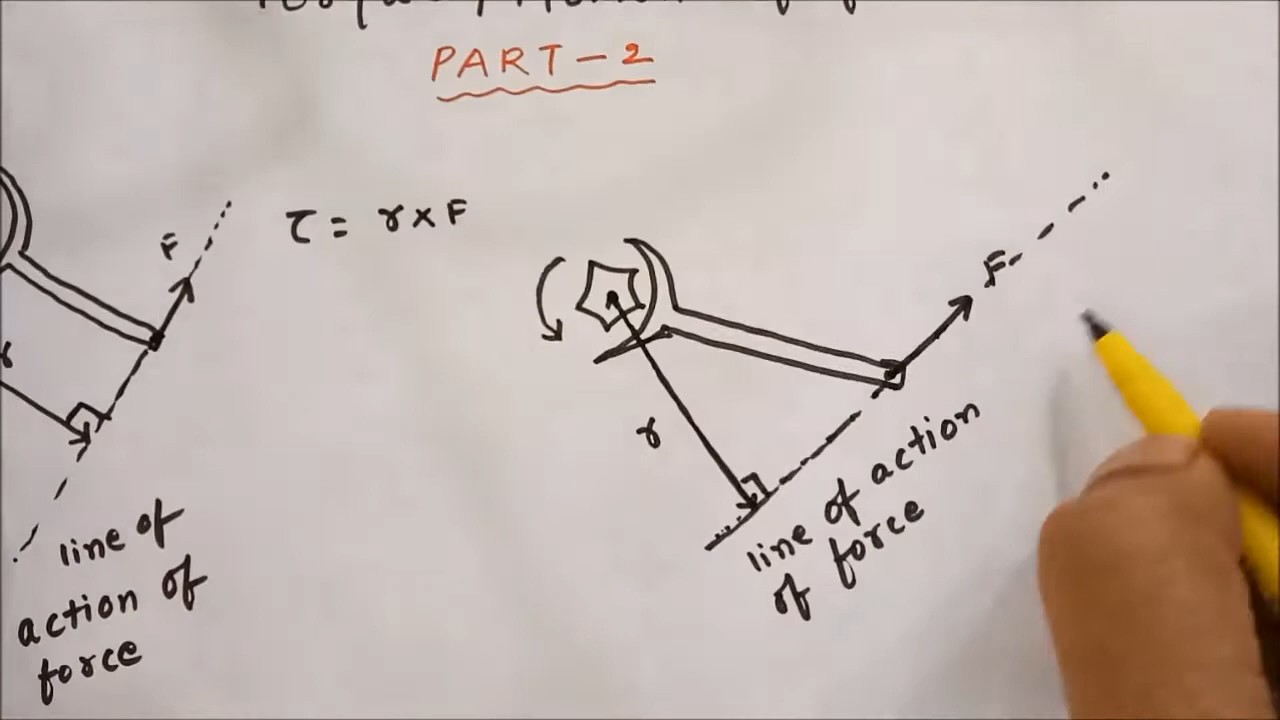 PART-2
F
τ = r x F
F
r
r
line of action
of force
line of
action of
force